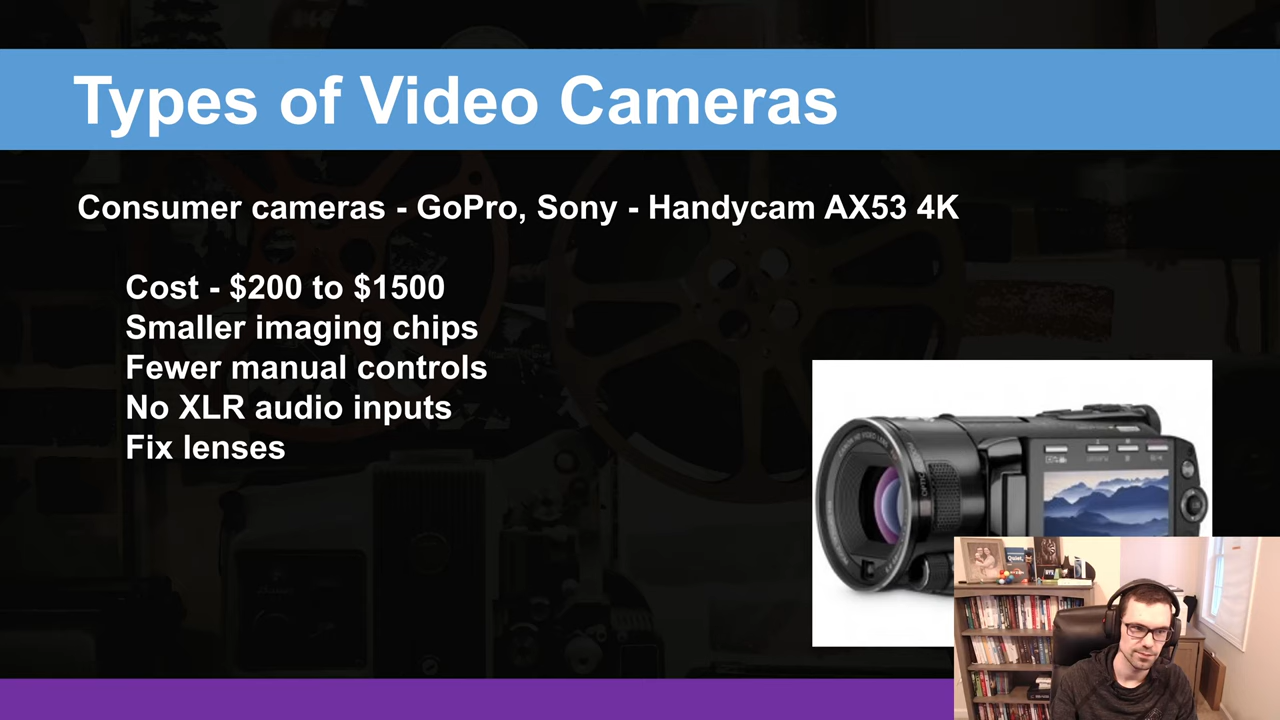 Types of Video Cameras
Consumer cameras - GoPro, Sony - Handycam AX53 4K
Cost - $200 to $1500
Smaller imaging chips
Fewer manual controls
No XLR audio inputs
Fix lenses
Quiet,